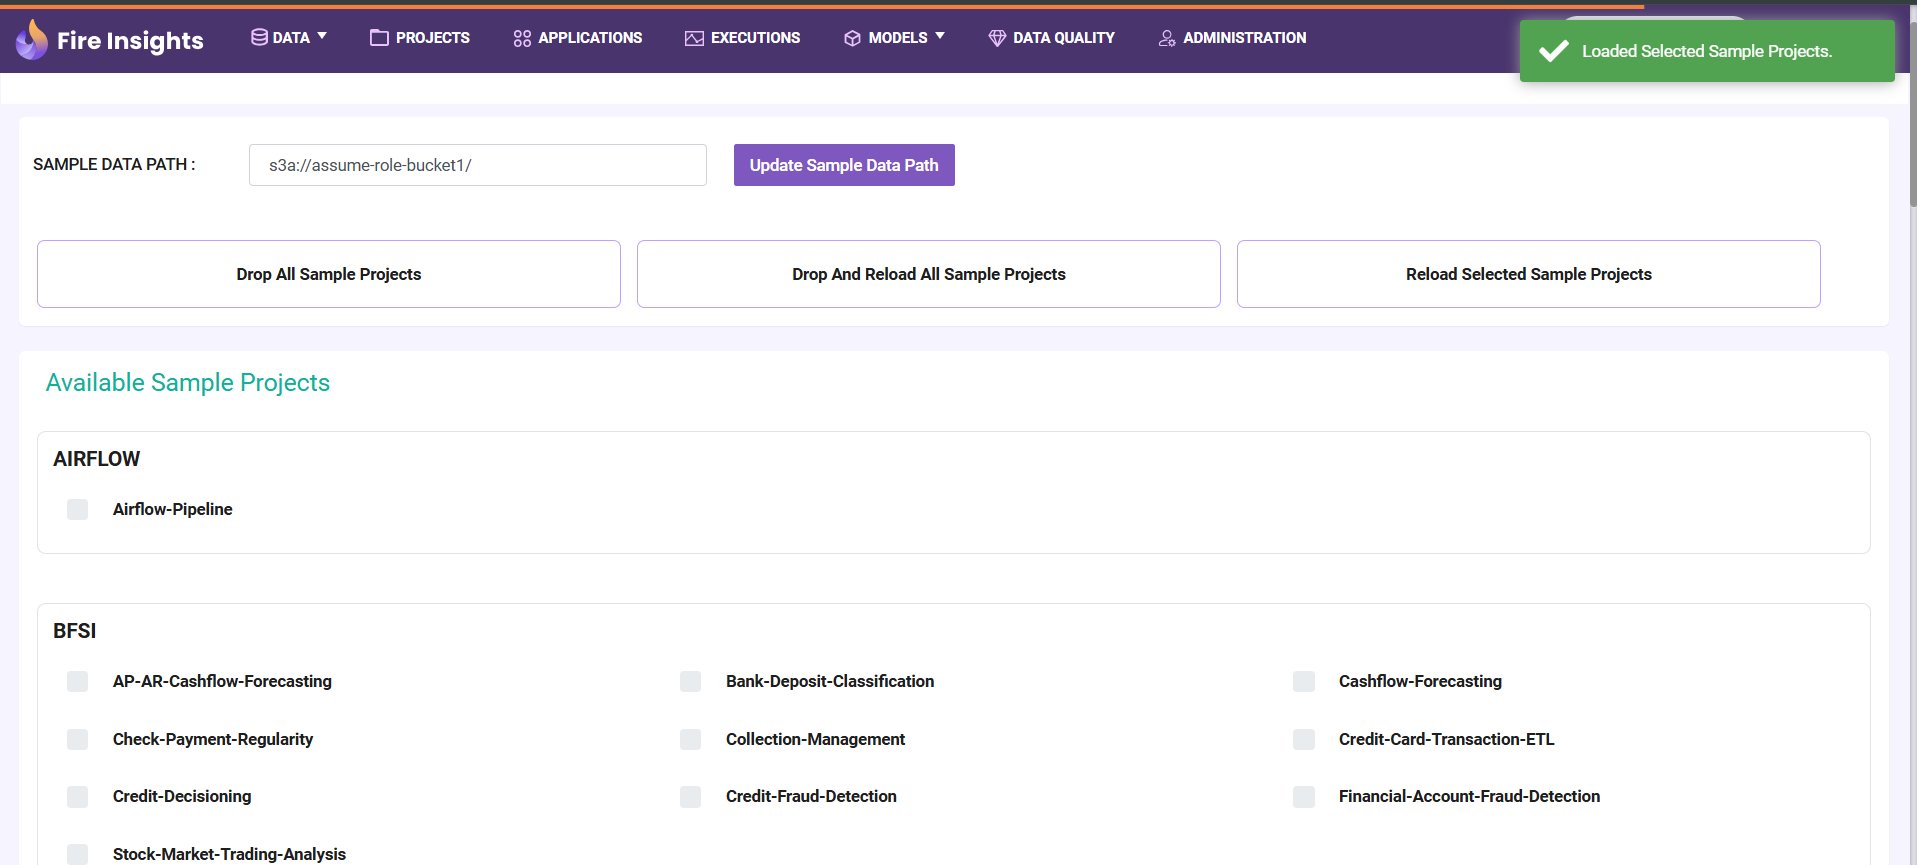 Fire Insights
DATA
PROJECTS
APPLICATIONS
EXECUTIONS
MODELS
DATA QUALITY
ADMINISTRATION
Loaded Selected Sample Projects.
SAMPLE DATA PATH :
s3a://assume-role-bucket1/
Update Sample Data Path
Drop All Sample Projects
Drop And Reload All Sample Projects
Reload Selected Sample Projects
Available Sample Projects
AIRFLOW
Airflow-Pipeline
BFSI
AP-AR-Cashflow-Forecasting
Bank-Deposit-Classification
Cashflow-Forecasting
Check-Payment-Regularity
Collection-Management
Credit-Card-Transaction-ETL
Credit-Decisioning
Credit-Fraud-Detection
Financial-Account-Fraud-Detection
Stock-Market-Trading-Analysis